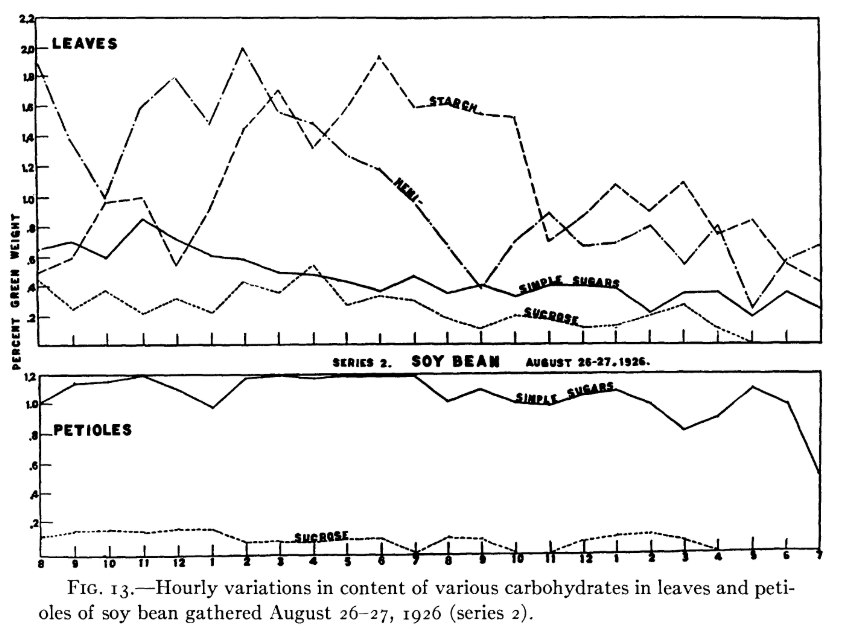 2.2
LEAVES
2.0
1.8
1.6
STARCH
1.4
1.2
HEMI-
1.0
.8
.6
SIMPLE SUGARS
.4
SUCROSE
.2
PERCENT GREEN WEIGHT
SERIES 2. SOY BEAN AUGUST 26-27, 1926.
1.2
1.0
SIMPLE SUGARS
.8
PETIOLES
.6
.4
.2
SUCROSE
8 9 10 11 12 1 2 3 4 5 6 7 8 9 10 11 12 1 2 3 4 5 6 7
FIG. 13.—Hourly variations in content of various carbohydrates in leaves and peti-
oles of soy bean gathered August 26–27, 1926 (series 2).